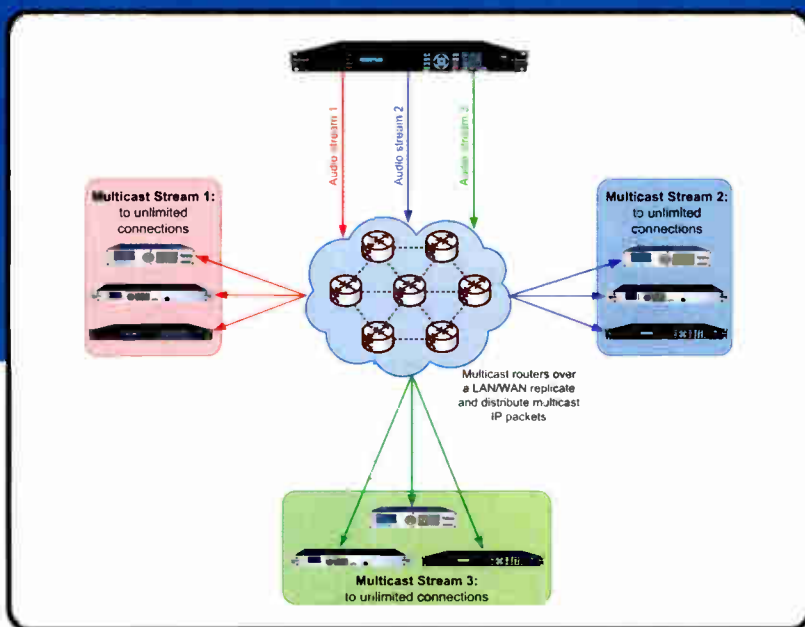 Audio stream 1
Audio stream 2
Audio stream 3
Multicast Stream 1:
to unlimited
connections
Multicast Stream 2:
to unlimited
connections
Multicast routers over
a LAN/WAN replicate
and distribute multicast
IP packets
Multicast Stream 3:
to unlimited connections